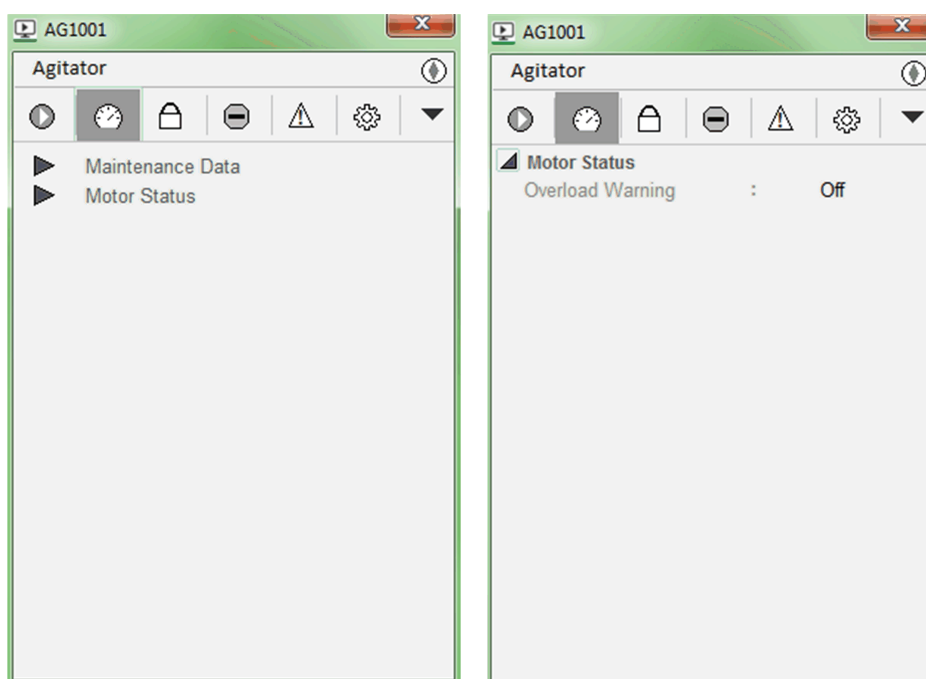 AG1001
Agitator
Maintenance Data
Motor Status
AG1001
Agitator
Motor Status
Overload Warning : Off